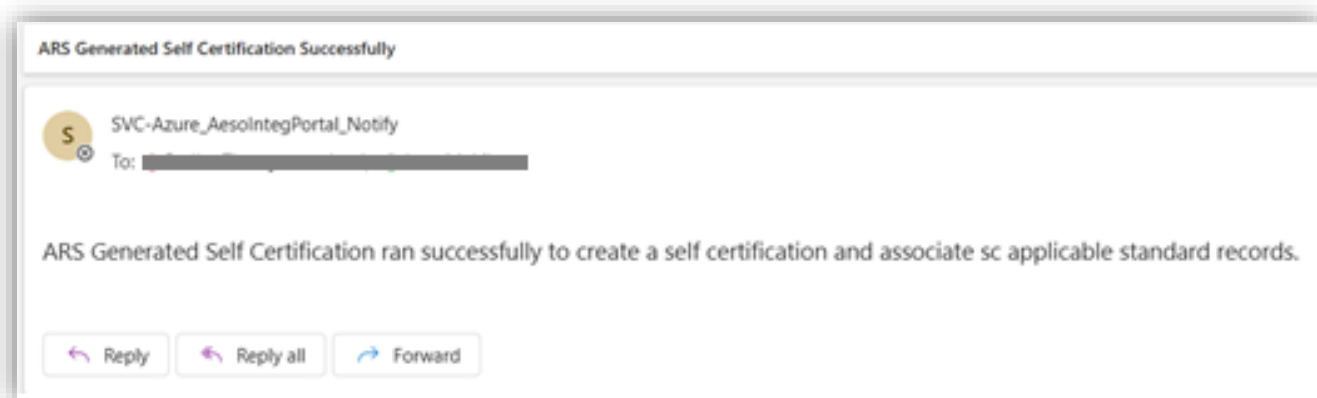 ARS Generated Self Certification Successfully
S
SVC-Azure_AesoIntegPortal_Notify
To:
ARS Generated Self Certification ran successfully to create a self certification and associate sc applicable standard records.
Reply
Reply all
Forward